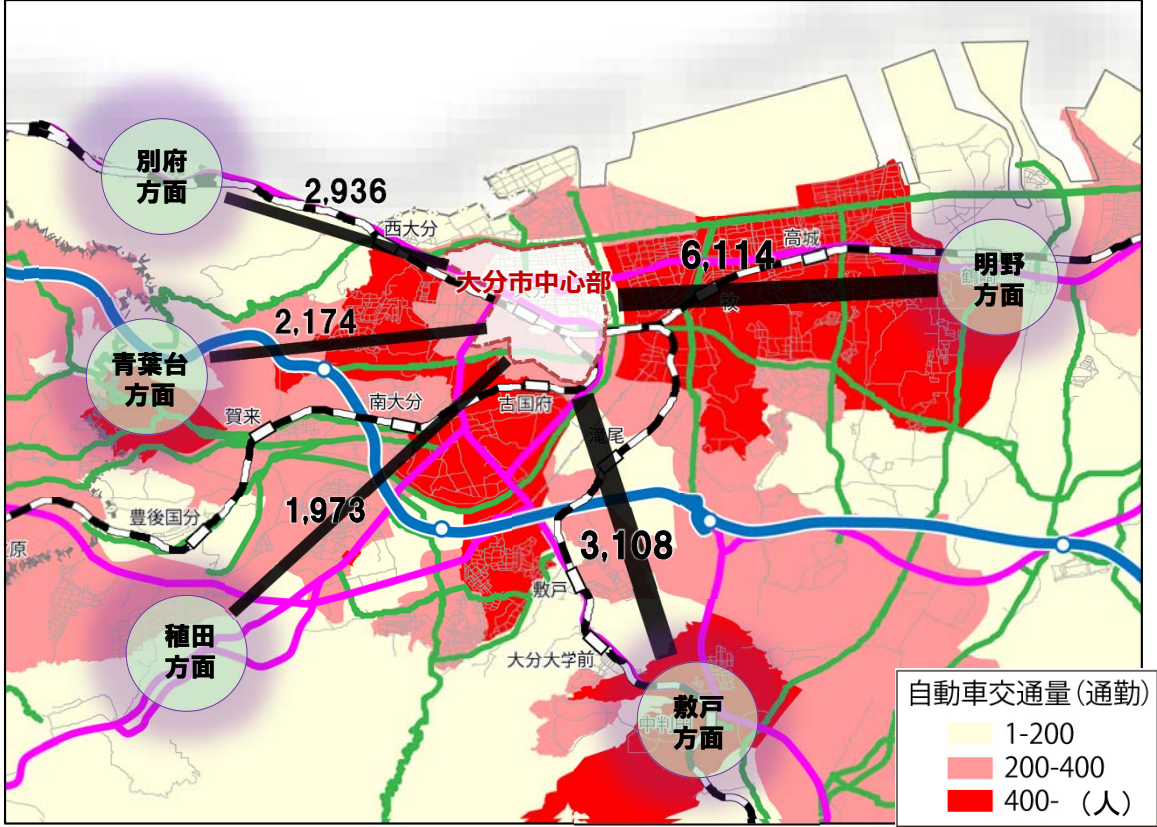 別府
方面
2,936
西大分
大分市中心部
6,114
高城
明野
方面
牧
2,174
青葉台
方面
賀来
南大分
古国府
滝尾
豊後国分
1,973
3,108
敷戸
稙田
方面
大分大学前
敷戸
方面
中判田
自動車交通量（通勤）
1-200
200-400
400- （人）